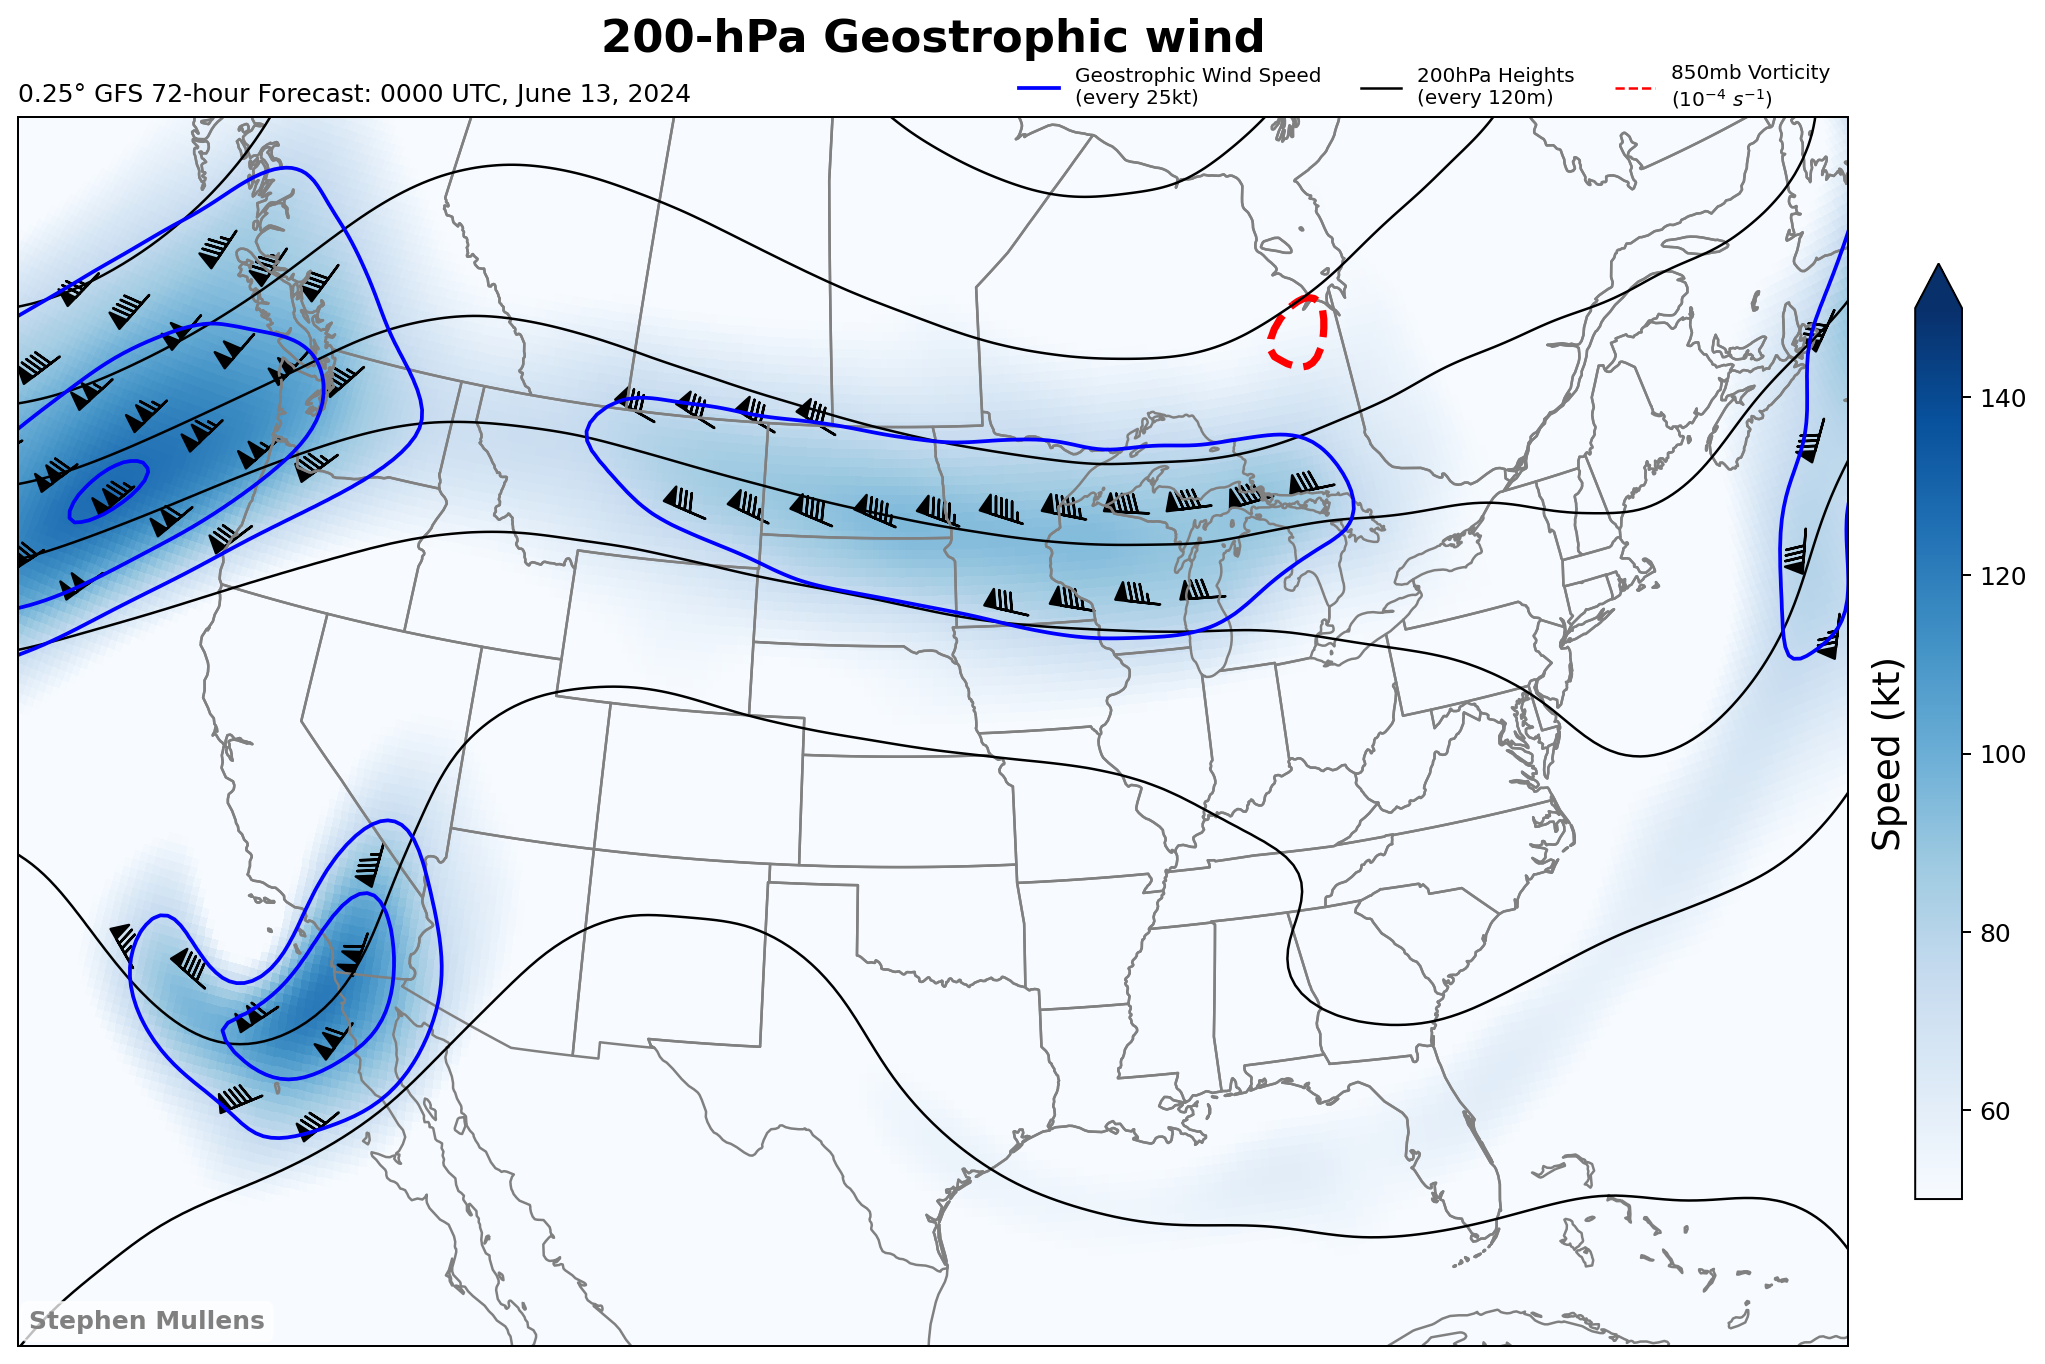 200-hPa Geostrophic wind
0.25° GFS 72-hour Forecast: 0000 UTC, June 13, 2024
Geostrophic Wind Speed
(every 25kt)
200hPa Heights
(every 120m)
850mb Vorticity
(10⁻⁴ s⁻¹)
140
120
100
80
60
Speed (kt)
Stephen Mullens